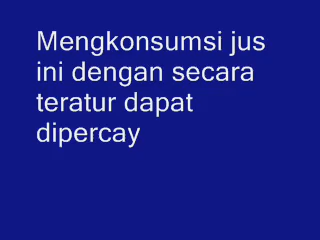 Mengkonsumsi jus
ini dengan secara
teratur dapat
dipercay